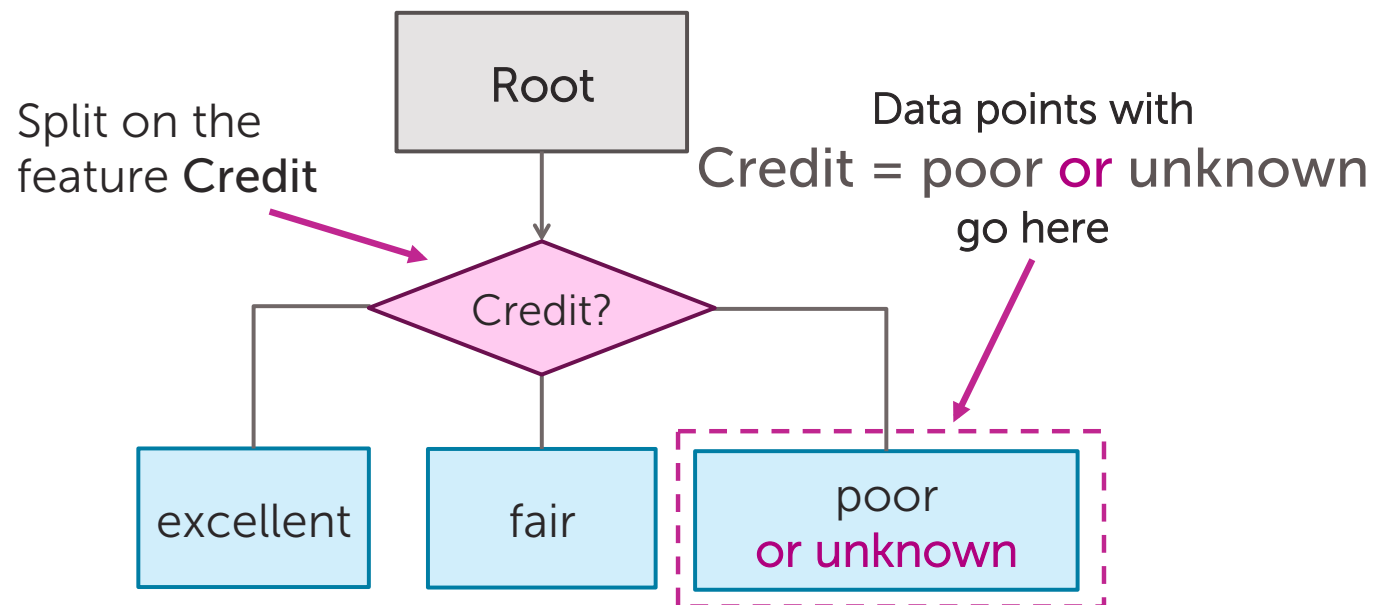 Root
Split on the
feature Credit
Data points with
Credit = poor or unknown
go here
Credit?
excellent
fair
poor
or unknown